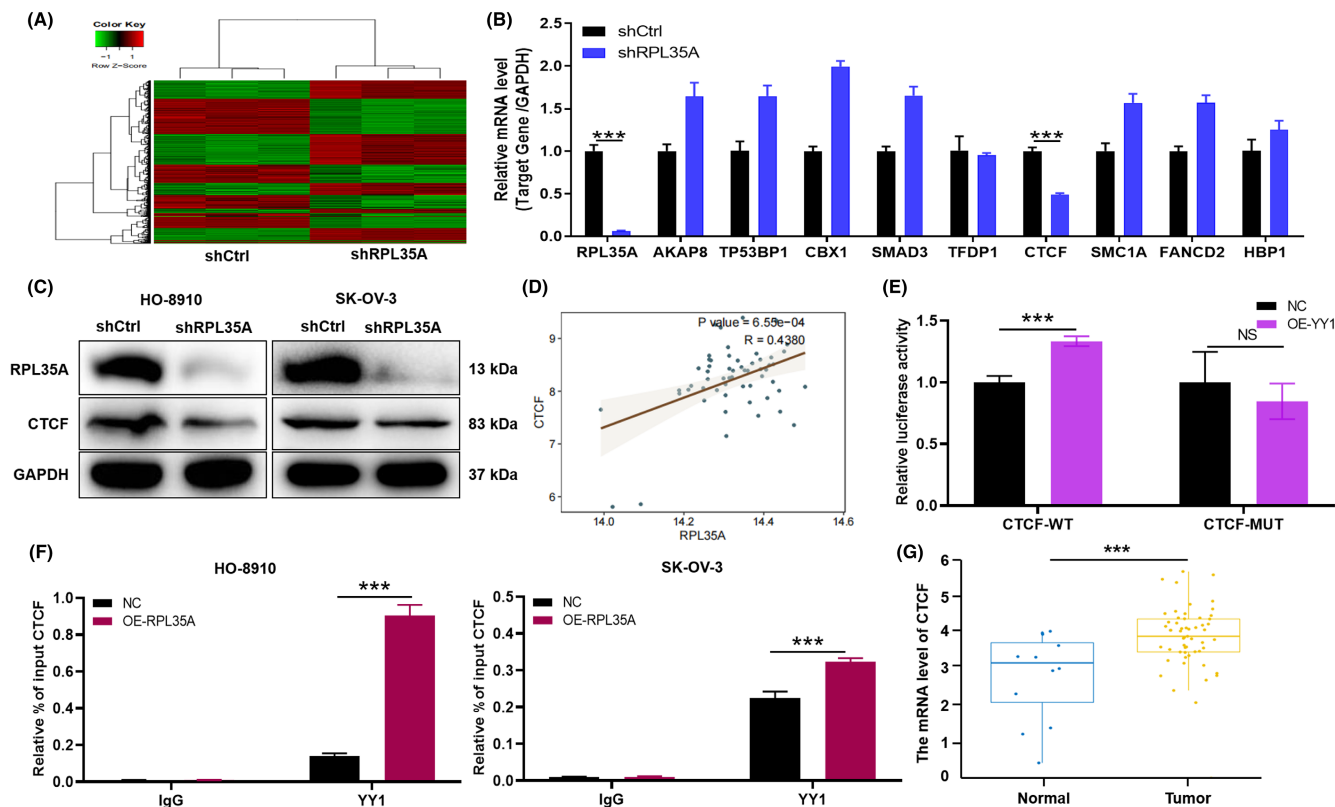 (A)
Color Key
−1 1
Row Z−Score
shCtrl
shRPL35A
(B)
shCtrl
shRPL35A
Relative mRNA level
(Target Gene /GAPDH)
2.5
2.0
1.5
1.0
0.5
0.0
***
***
RPL35A AKAP8 TP53BP1 CBX1 SMAD3 TFDP1 CTCF SMC1A FANCD2 HBP1
(C)
HO-8910
SK-OV-3
shCtrl shRPL35A
shCtrl shRPL35A
RPL35A
13 kDa
CTCF
83 kDa
GAPDH
37 kDa
(D)
P value = 6.55e−04
R = 0.4380
CTCF
9
8
7
6
14.0 14.2 14.4 14.6
RPL35A
(E)
NC
OE-YY1
Relative luciferase activity
1.5
1.0
0.5
0.0
***
NS
CTCF-WT
CTCF-MUT
(F)
HO-8910
NC
OE-RPL35A
Relative % of input CTCF
1.0
0.8
0.6
0.4
0.2
0.0
***
IgG
YY1
SK-OV-3
NC
OE-RPL35A
Relative % of input CTCF
0.5
0.4
0.3
0.2
0.1
0.0
***
IgG
YY1
(G)
***
The mRNA level of CTCF
6
5
4
3
2
1
0
Normal
Tumor